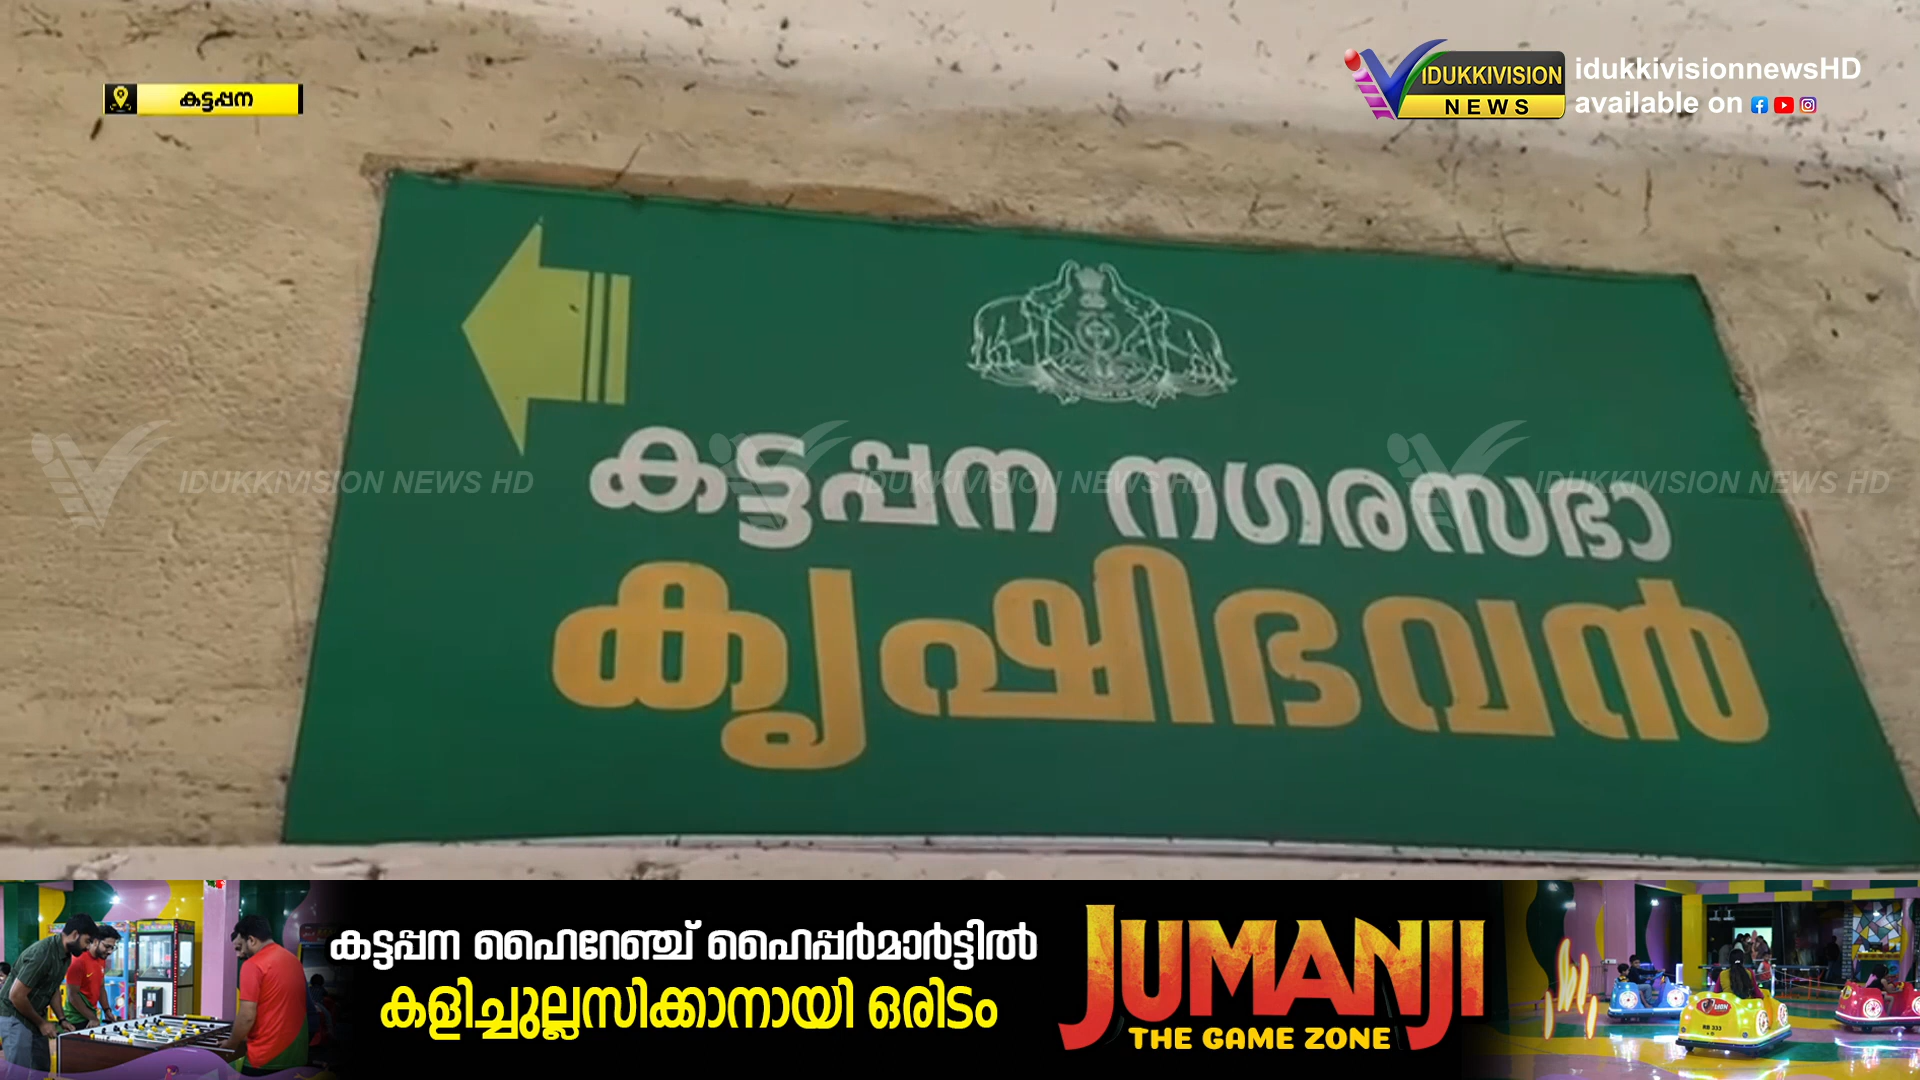 കട്ടപ്പന
IDUKKIVISION
NEWS
idukkivisionnewsHD
available on
കട്ടപ്പന നഗരസഭാ
IDUKKIVISION NEWS HD
IDUKKIVISION NEWS HD
IDUKKIVISION NEWS HD
കൃഷിഭവൻ
കട്ടപ്പന ഹൈറേഞ്ച് ഹൈപ്പർമാർട്ടിൽ
കളിച്ചുല്ലസിക്കാനായി ഒരിടം
JUMANJI
THE GAME ZONE